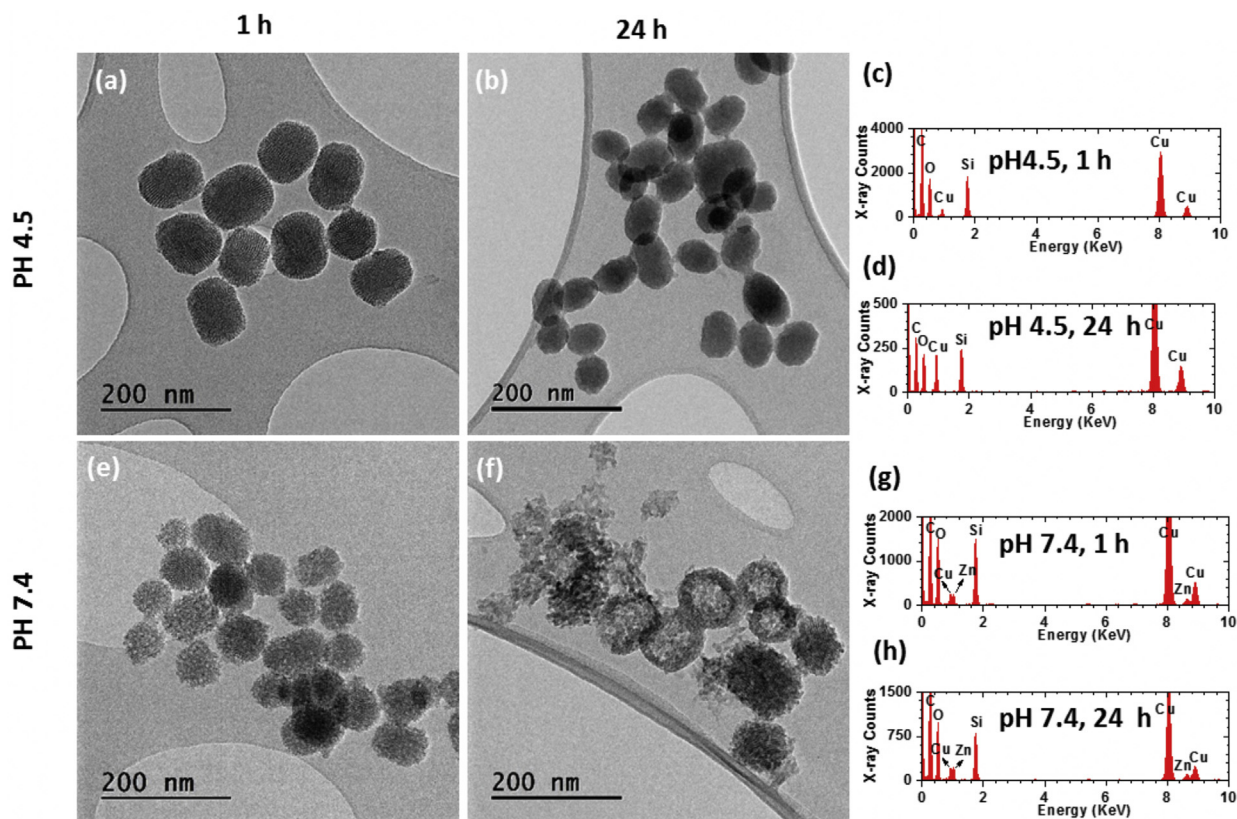 1 h
24 h
PH 4.5
(a)
200 nm
(b)
200 nm
(c)
X-ray Counts
4000
2000
0
C
O
Cu
Si
pH4.5, 1 h
Cu
Cu
0 2 4 6 8 10
Energy (KeV)
(d)
X-ray Counts
500
250
0
C
O
Cu
Si
pH 4.5, 24 h
Cu
Cu
0 2 4 6 8 10
Energy (KeV)
PH 7.4
(e)
200 nm
(f)
200 nm
(g)
X-ray Counts
2000
1000
0
C
O
Cu
Zn
Si
pH 7.4, 1 h
Cu
Zn
Cu
0 2 4 6 8 10
Energy (KeV)
(h)
X-ray Counts
1500
750
0
C
O
Cu
Zn
Si
pH 7.4, 24 h
Cu
Zn
Cu
0 2 4 6 8 10
Energy (KeV)